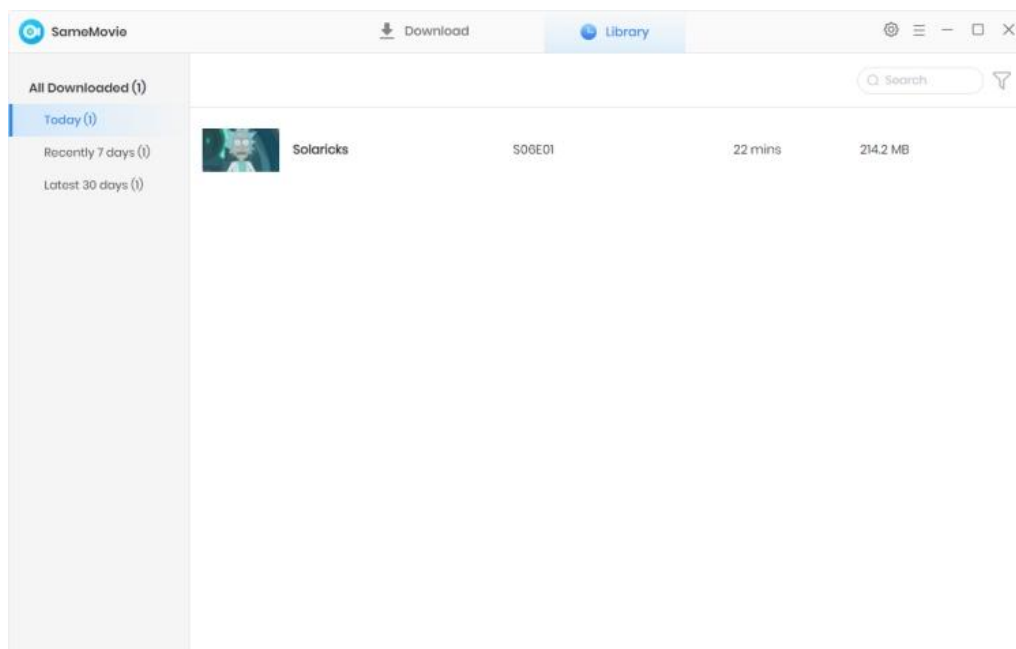 SameMovie
Download
Library
All Downloaded (1)
Today (1)
Recently 7 days (1)
Latest 30 days (1)
Search
Solaricks S06E01 22 mins 214.2 MB